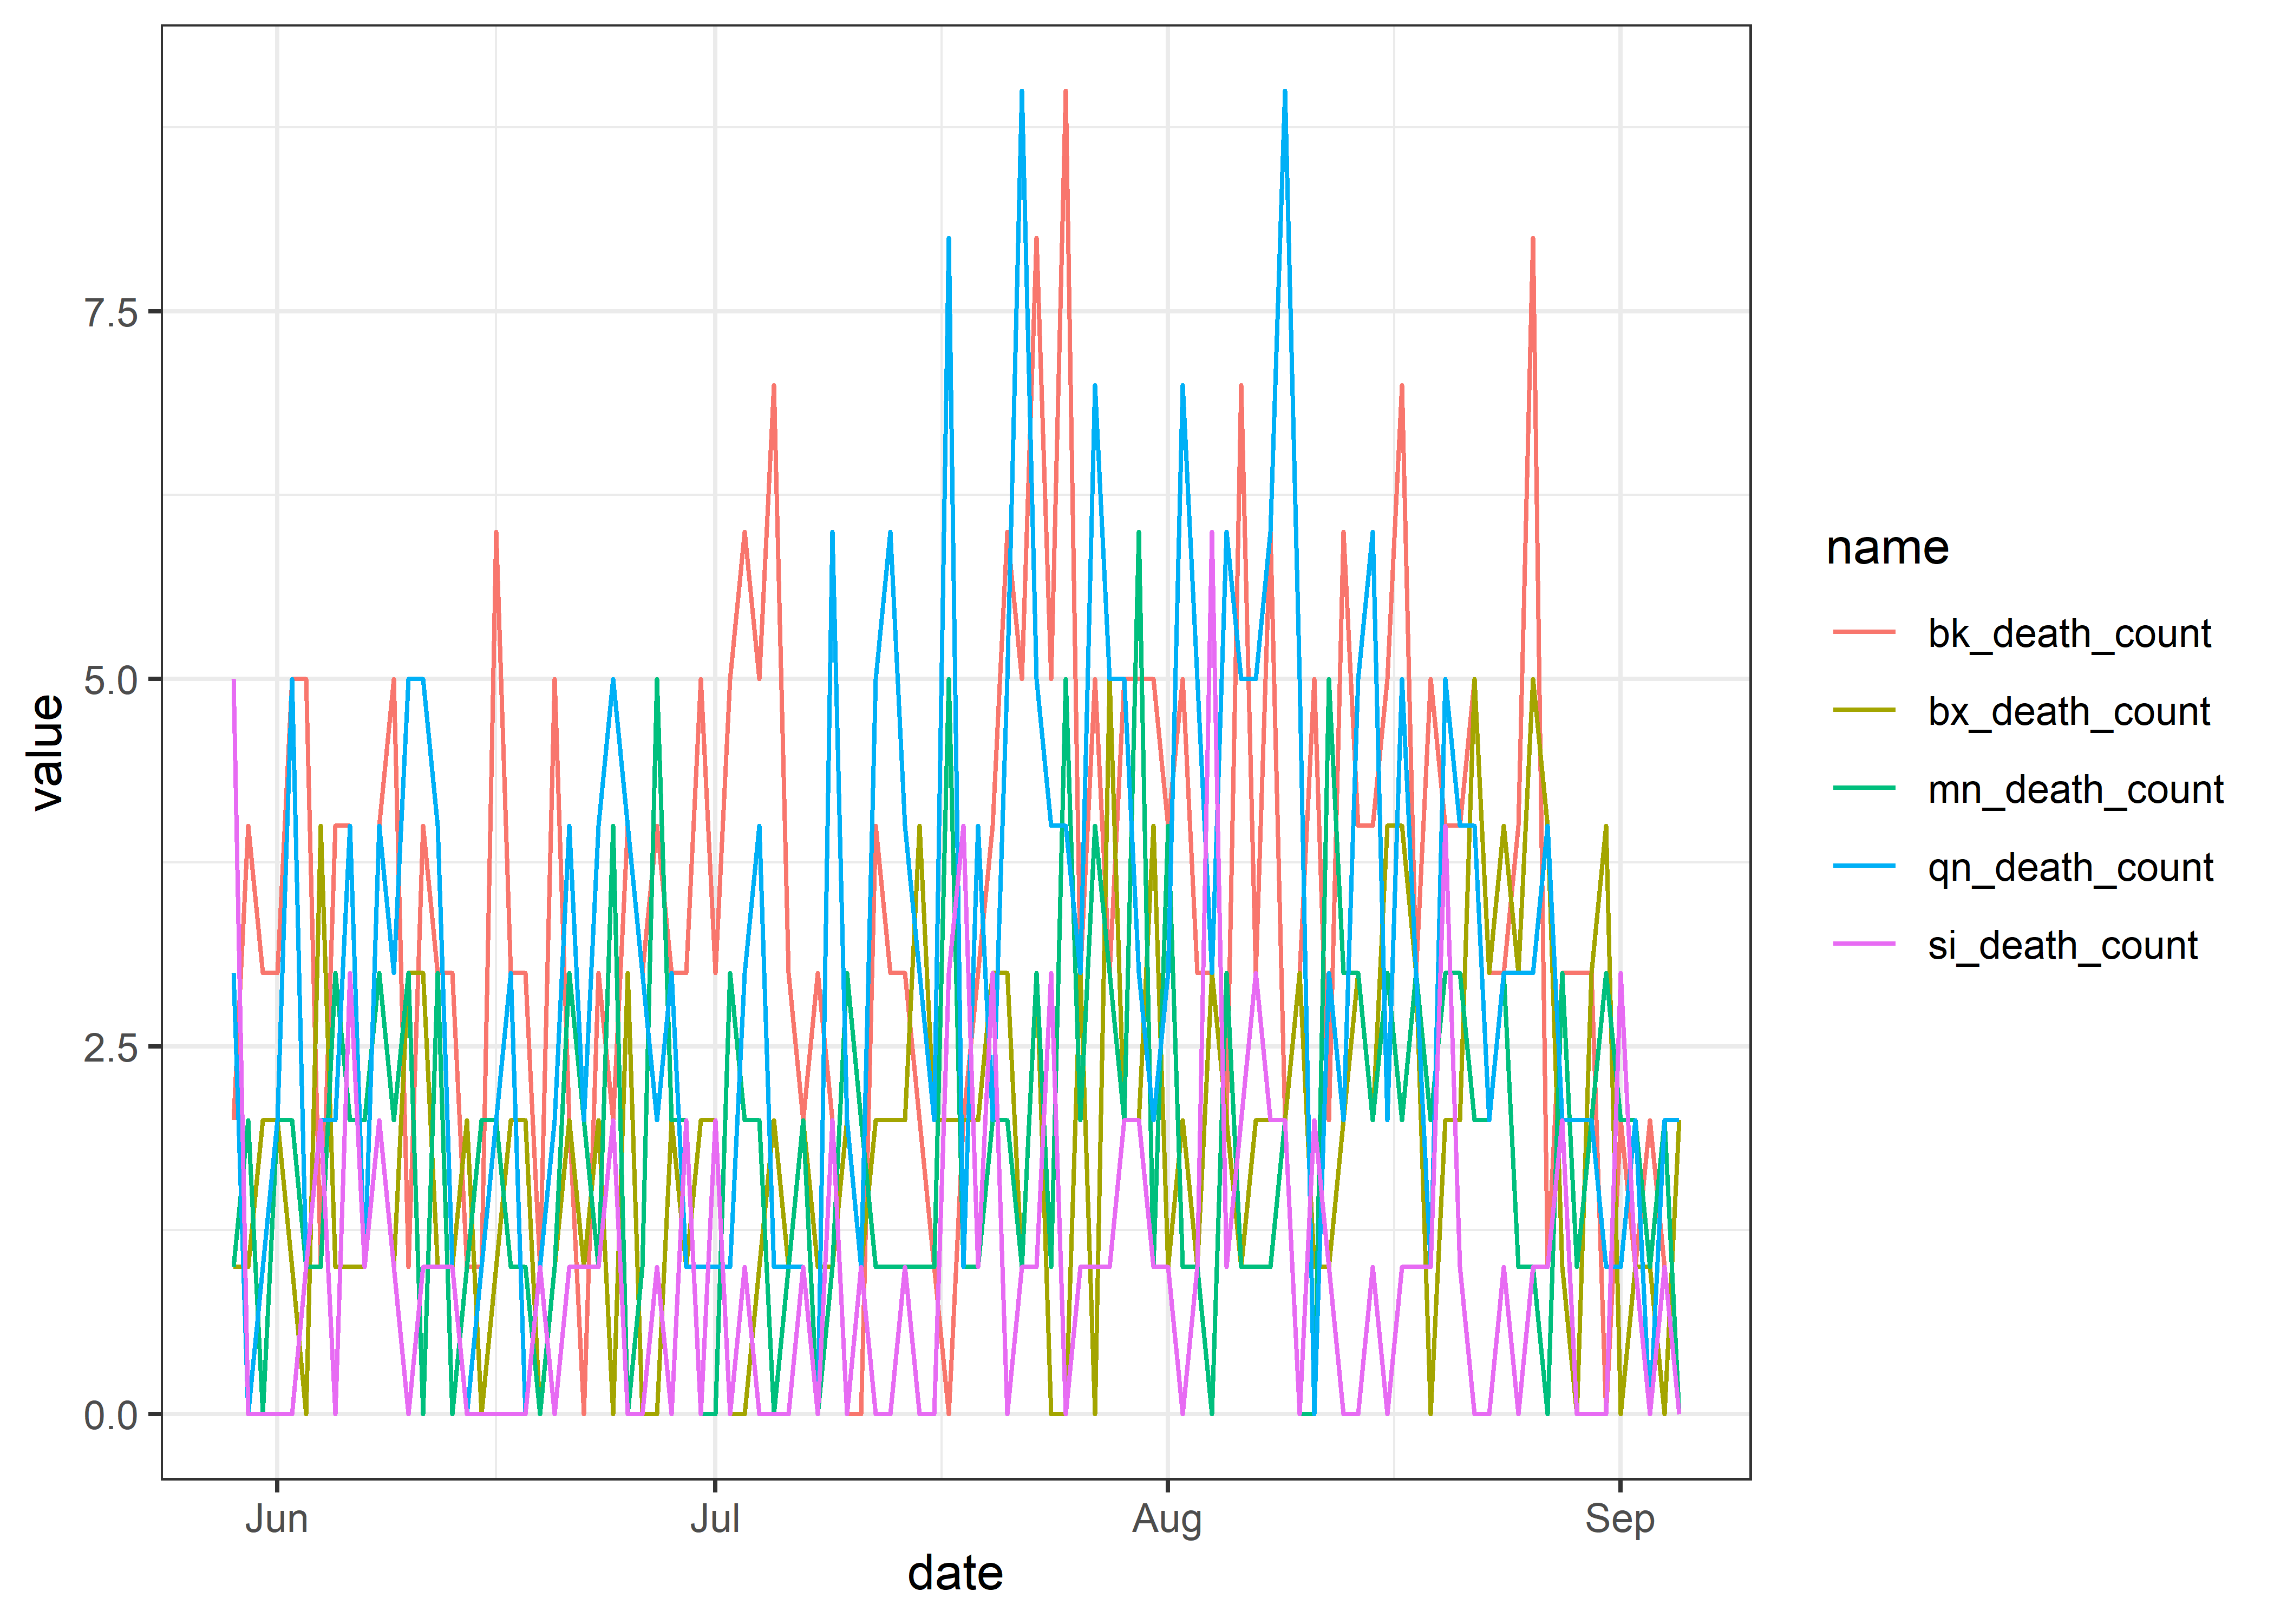 7.5
5.0
2.5
0.0
value
Jun
Jul
Aug
Sep
date
name
bk_death_count
bx_death_count
mn_death_count
qn_death_count
si_death_count